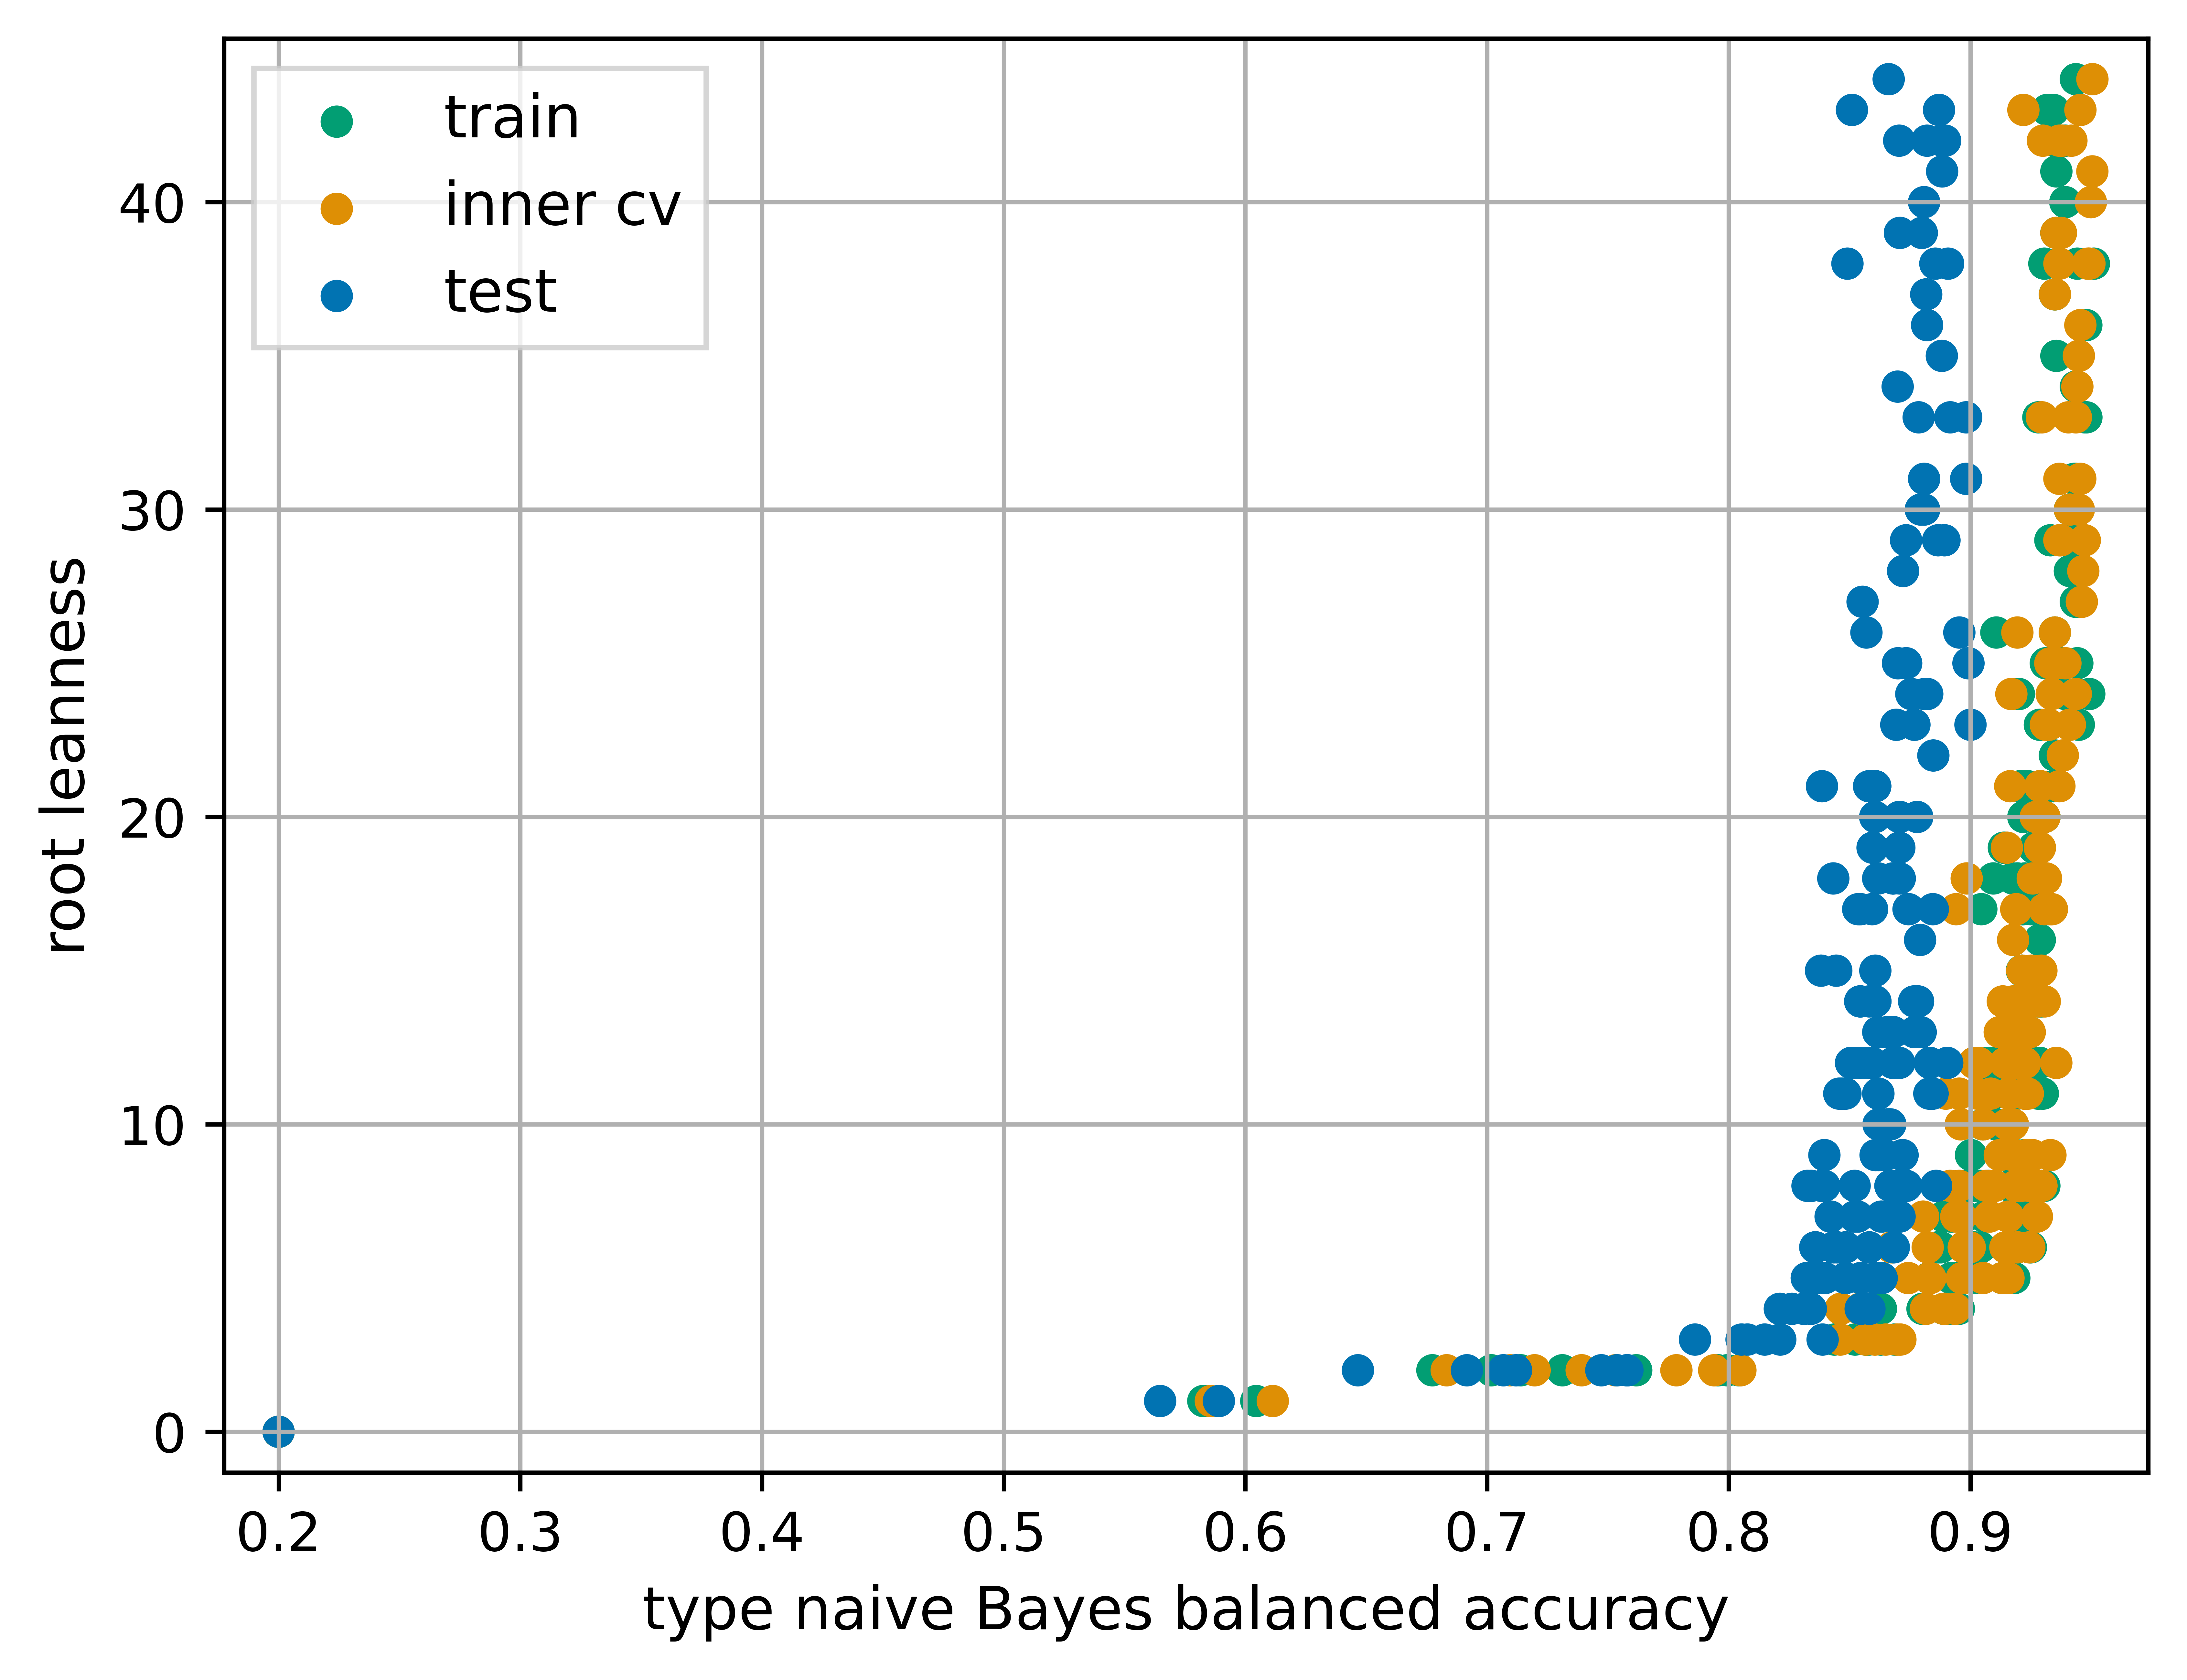 train
inner cv
test
40
30
20
10
0
root leanness
0.2 0.3 0.4 0.5 0.6 0.7 0.8 0.9
type naive Bayes balanced accuracy